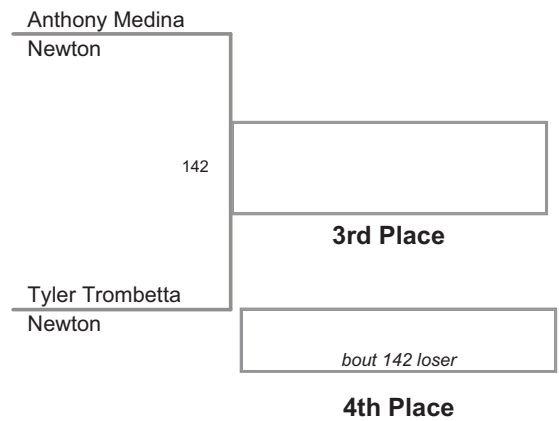 Anthony Medina
Newton
142
3rd Place
Tyler Trombetta
Newton
bout 142 loser
4th Place